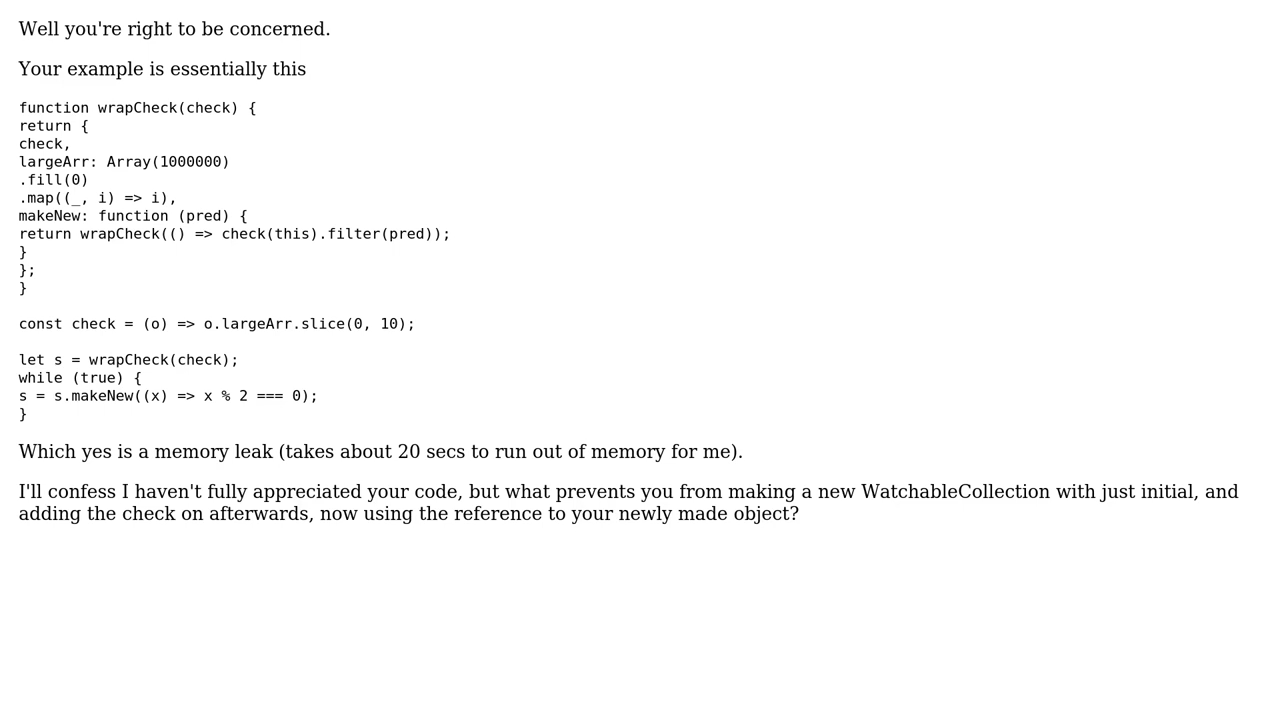 Well you're right to be concerned.
Your example is essentially this
function wrapCheck(check) {
return {
check,
largeArr: Array(1000000)
.fill(0)
.map((_, i) => i),
makeNew: function (pred) {
return wrapCheck(() => check(this).filter(pred));
}
};
}
const check = (o) => o.largeArr.slice(0, 10);
let s = wrapCheck(check);
while (true) {
s = s.makeNew((x) => x % 2 === 0);
}
Which yes is a memory leak (takes about 20 secs to run out of memory for me).
I'll confess I haven't fully appreciated your code, but what prevents you from making a new WatchableCollection with just initial, and
adding the check on afterwards, now using the reference to your newly made object?